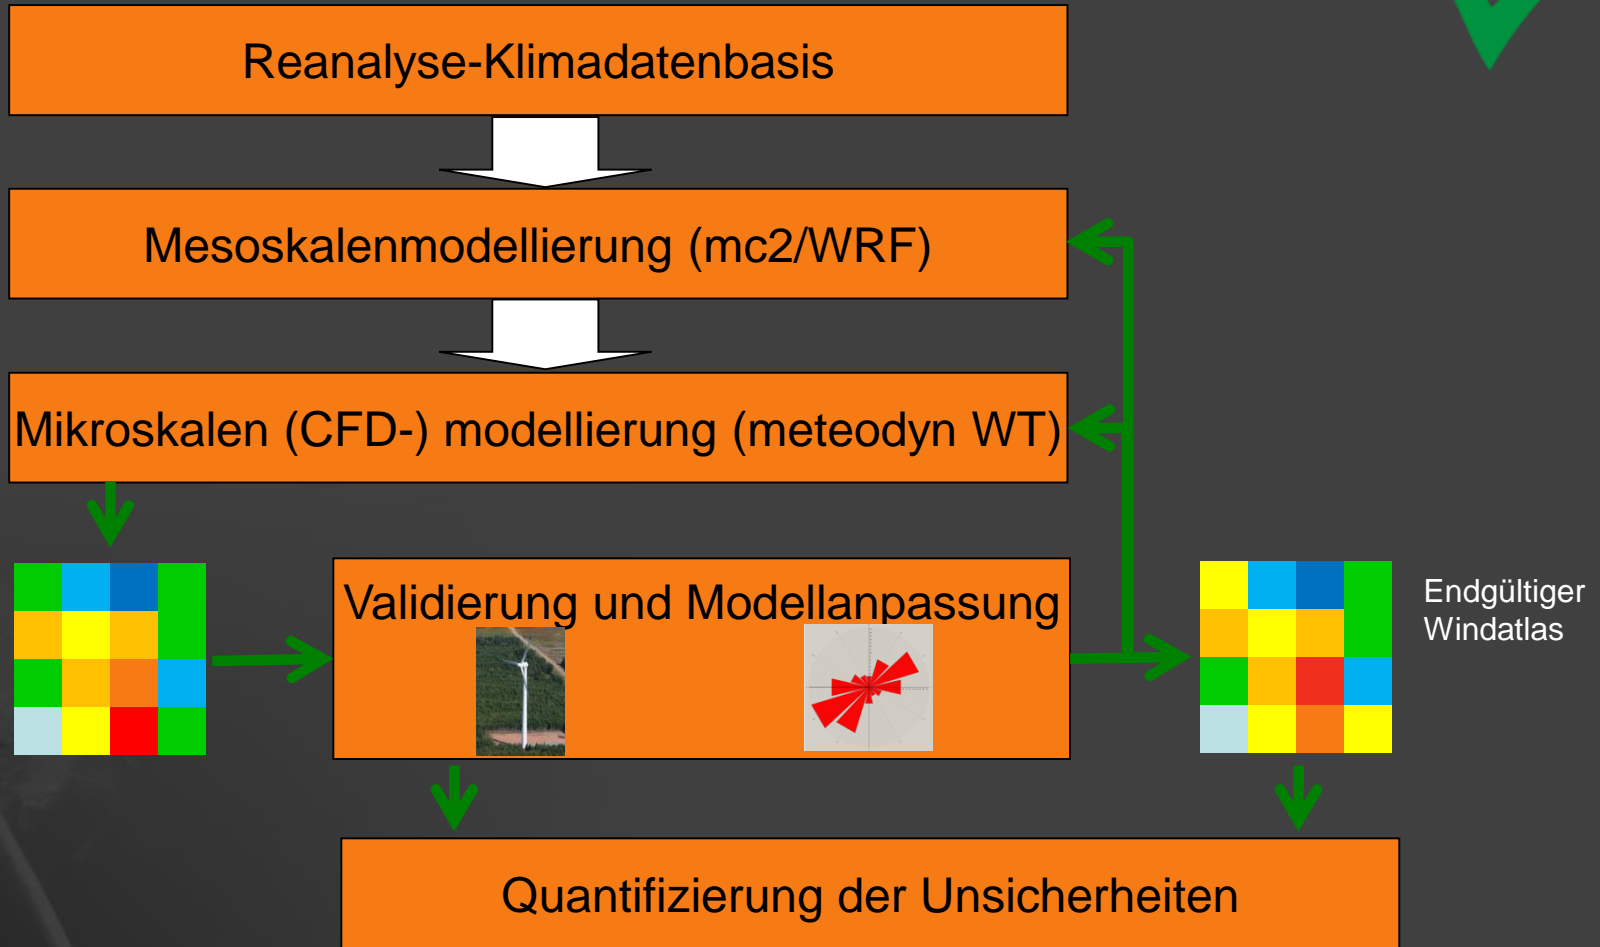 Reanalyse-Klimadatenbasis
Mesoskalenmodellierung (mc2/WRF)
Mikroskalen (CFD-) modellierung (meteodyn WT)
Validierung und Modellanpassung
Endgültiger
Windatlas
Quantifizierung der Unsicherheiten